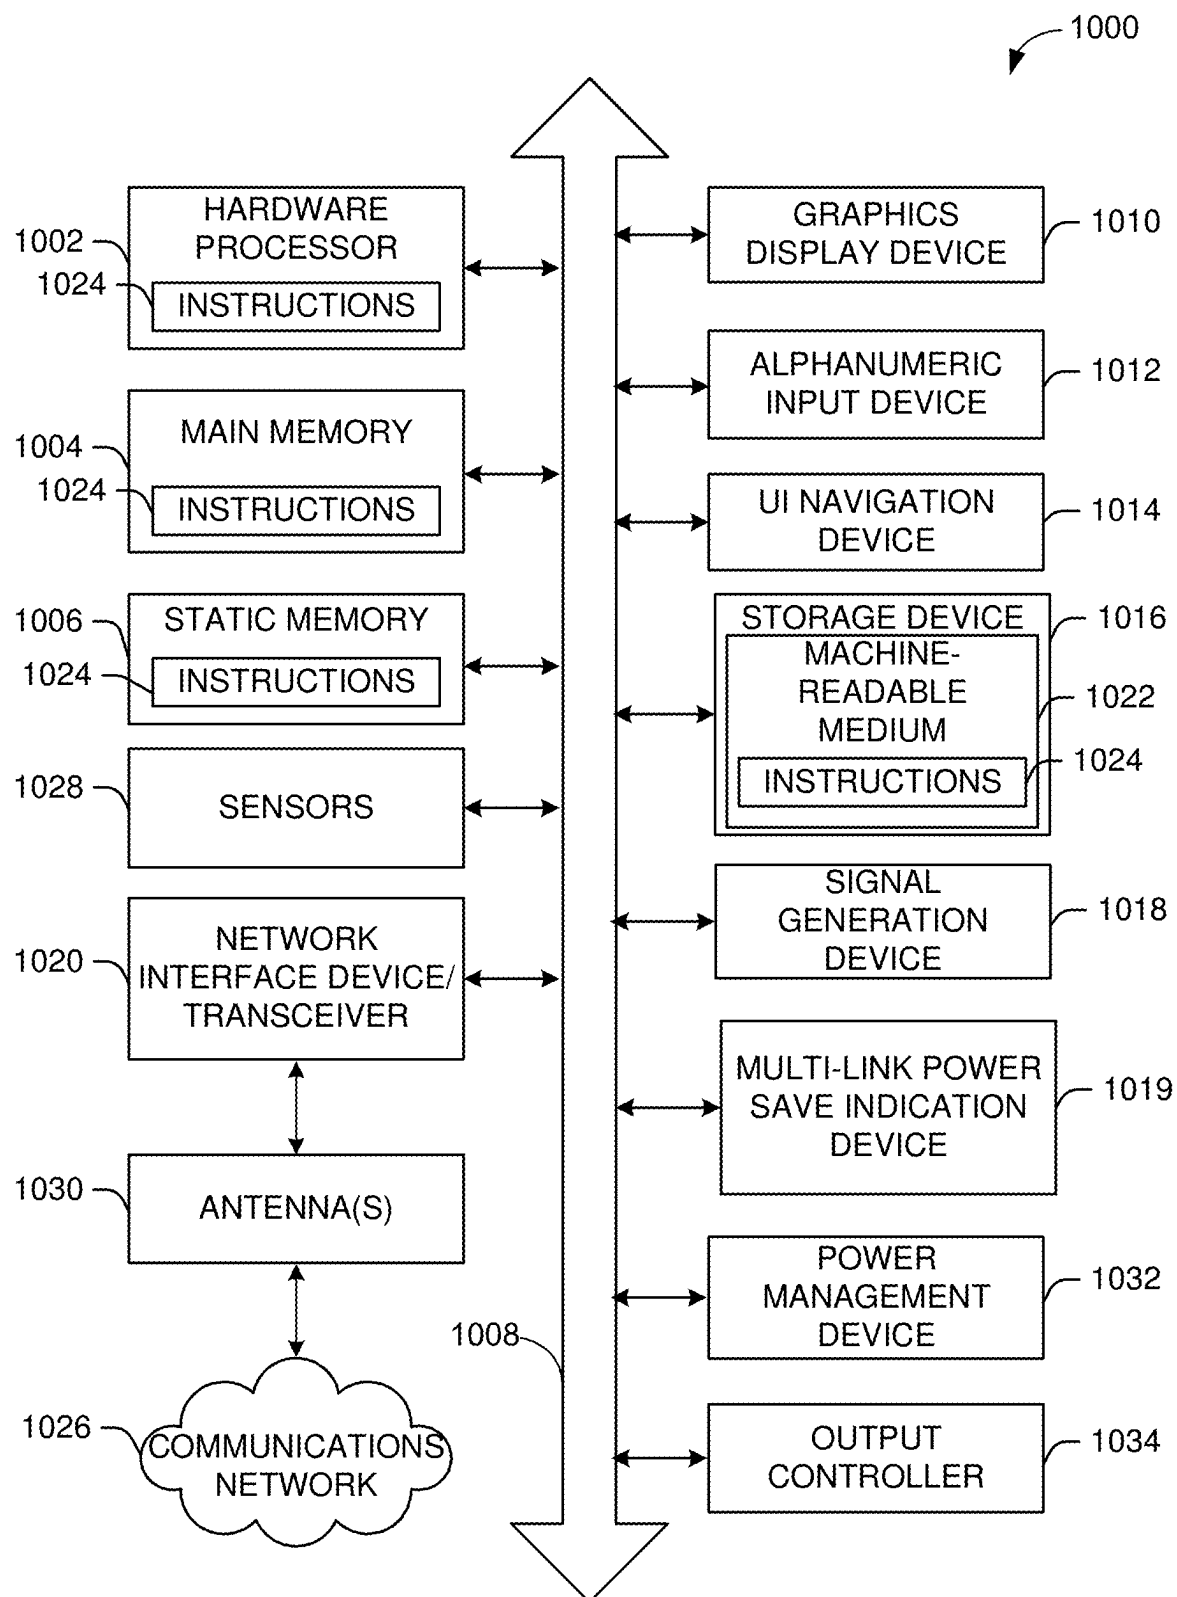 1000
HARDWARE
PROCESSOR
1002
1024
INSTRUCTIONS
MAIN MEMORY
1004
1024
INSTRUCTIONS
STATIC MEMORY
1006
1024
INSTRUCTIONS
1028
SENSORS
NETWORK
INTERFACE DEVICE/
TRANSCEIVER
1020
1030
ANTENNA(S)
1008
1026
COMMUNICATIONS
NETWORK
GRAPHICS
DISPLAY DEVICE
1010
ALPHANUMERIC
INPUT DEVICE
1012
UI NAVIGATION
DEVICE
1014
STORAGE DEVICE
1016
MACHINE-
READABLE
MEDIUM
1022
INSTRUCTIONS
1024
SIGNAL
GENERATION
DEVICE
1018
MULTI-LINK POWER
SAVE INDICATION
DEVICE
1019
POWER
MANAGEMENT
DEVICE
1032
OUTPUT
CONTROLLER
1034